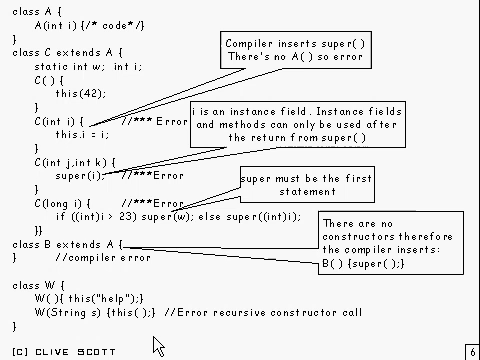 class A {
A(int i) {/* code*/}
}
class C extends A {
static int w; int i;
C( ) {
this(42);
}
C(int i) { //*** Error
this.i = i;
}
C(int j,int k) {
super(i); //***Error
}
C(long i) { //***Error
if ((int)i > 23) super(w); else super((int)i);
}}
class B extends A {
} //compiler error
class W {
W( ){ this("help");}
W(String s) {this( );} //Error recursive constructor call
}
Compiler inserts super( )
There's no A( ) so error
i is an instance field. Instance fields
and methods can only be used after
the return from super( )
super must be the first
statement
There are no
constructors therefore
the compiler inserts:
B( ) {super( );}
(C) CLIVE SCOTT
6